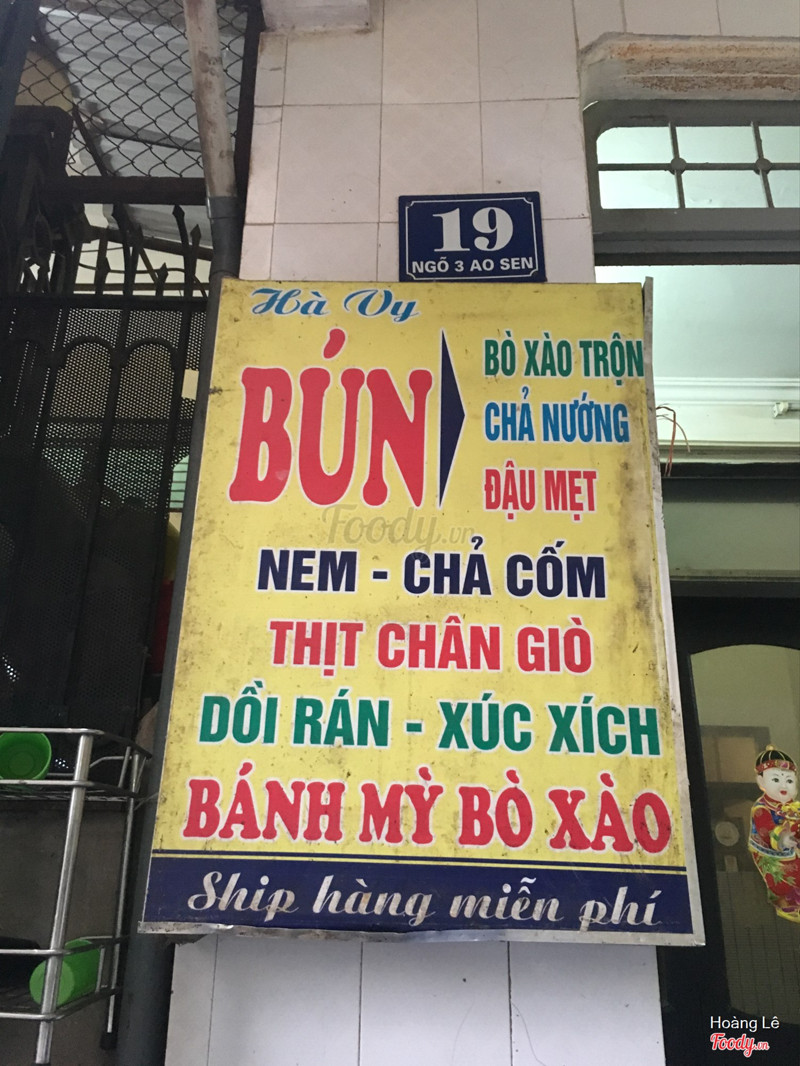 19
NGÕ 3 AO SEN
Hà Vy
BÚN
BÒ XÀO TRỘN
CHẢ NƯỚNG
ĐẬU MẸT
Foody.vn
NEM - CHẢ CỐM
THỊT CHÂN GIÒ
DỒI RÁN - XÚC XÍCH
BÁNH MỲ BÒ XÀO
Ship hàng miễn phí
Hoàng Lê
Foody.vn